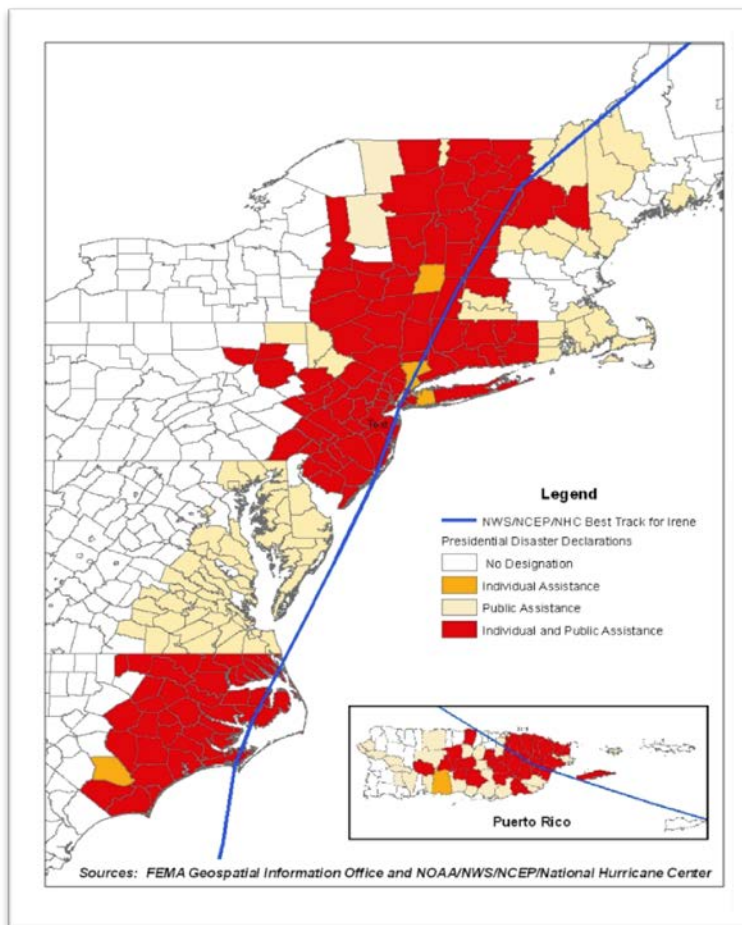 Text
Legend
NWS/NCEP/NHC Best Track for Irene
Presidential Disaster Declarations
No Designation
Individual Assistance
Public Assistance
Individual and Public Assistance
Puerto Rico
Sources: FEMA Geospatial Information Office and NOAA/NWS/NCEP/National Hurricane Center